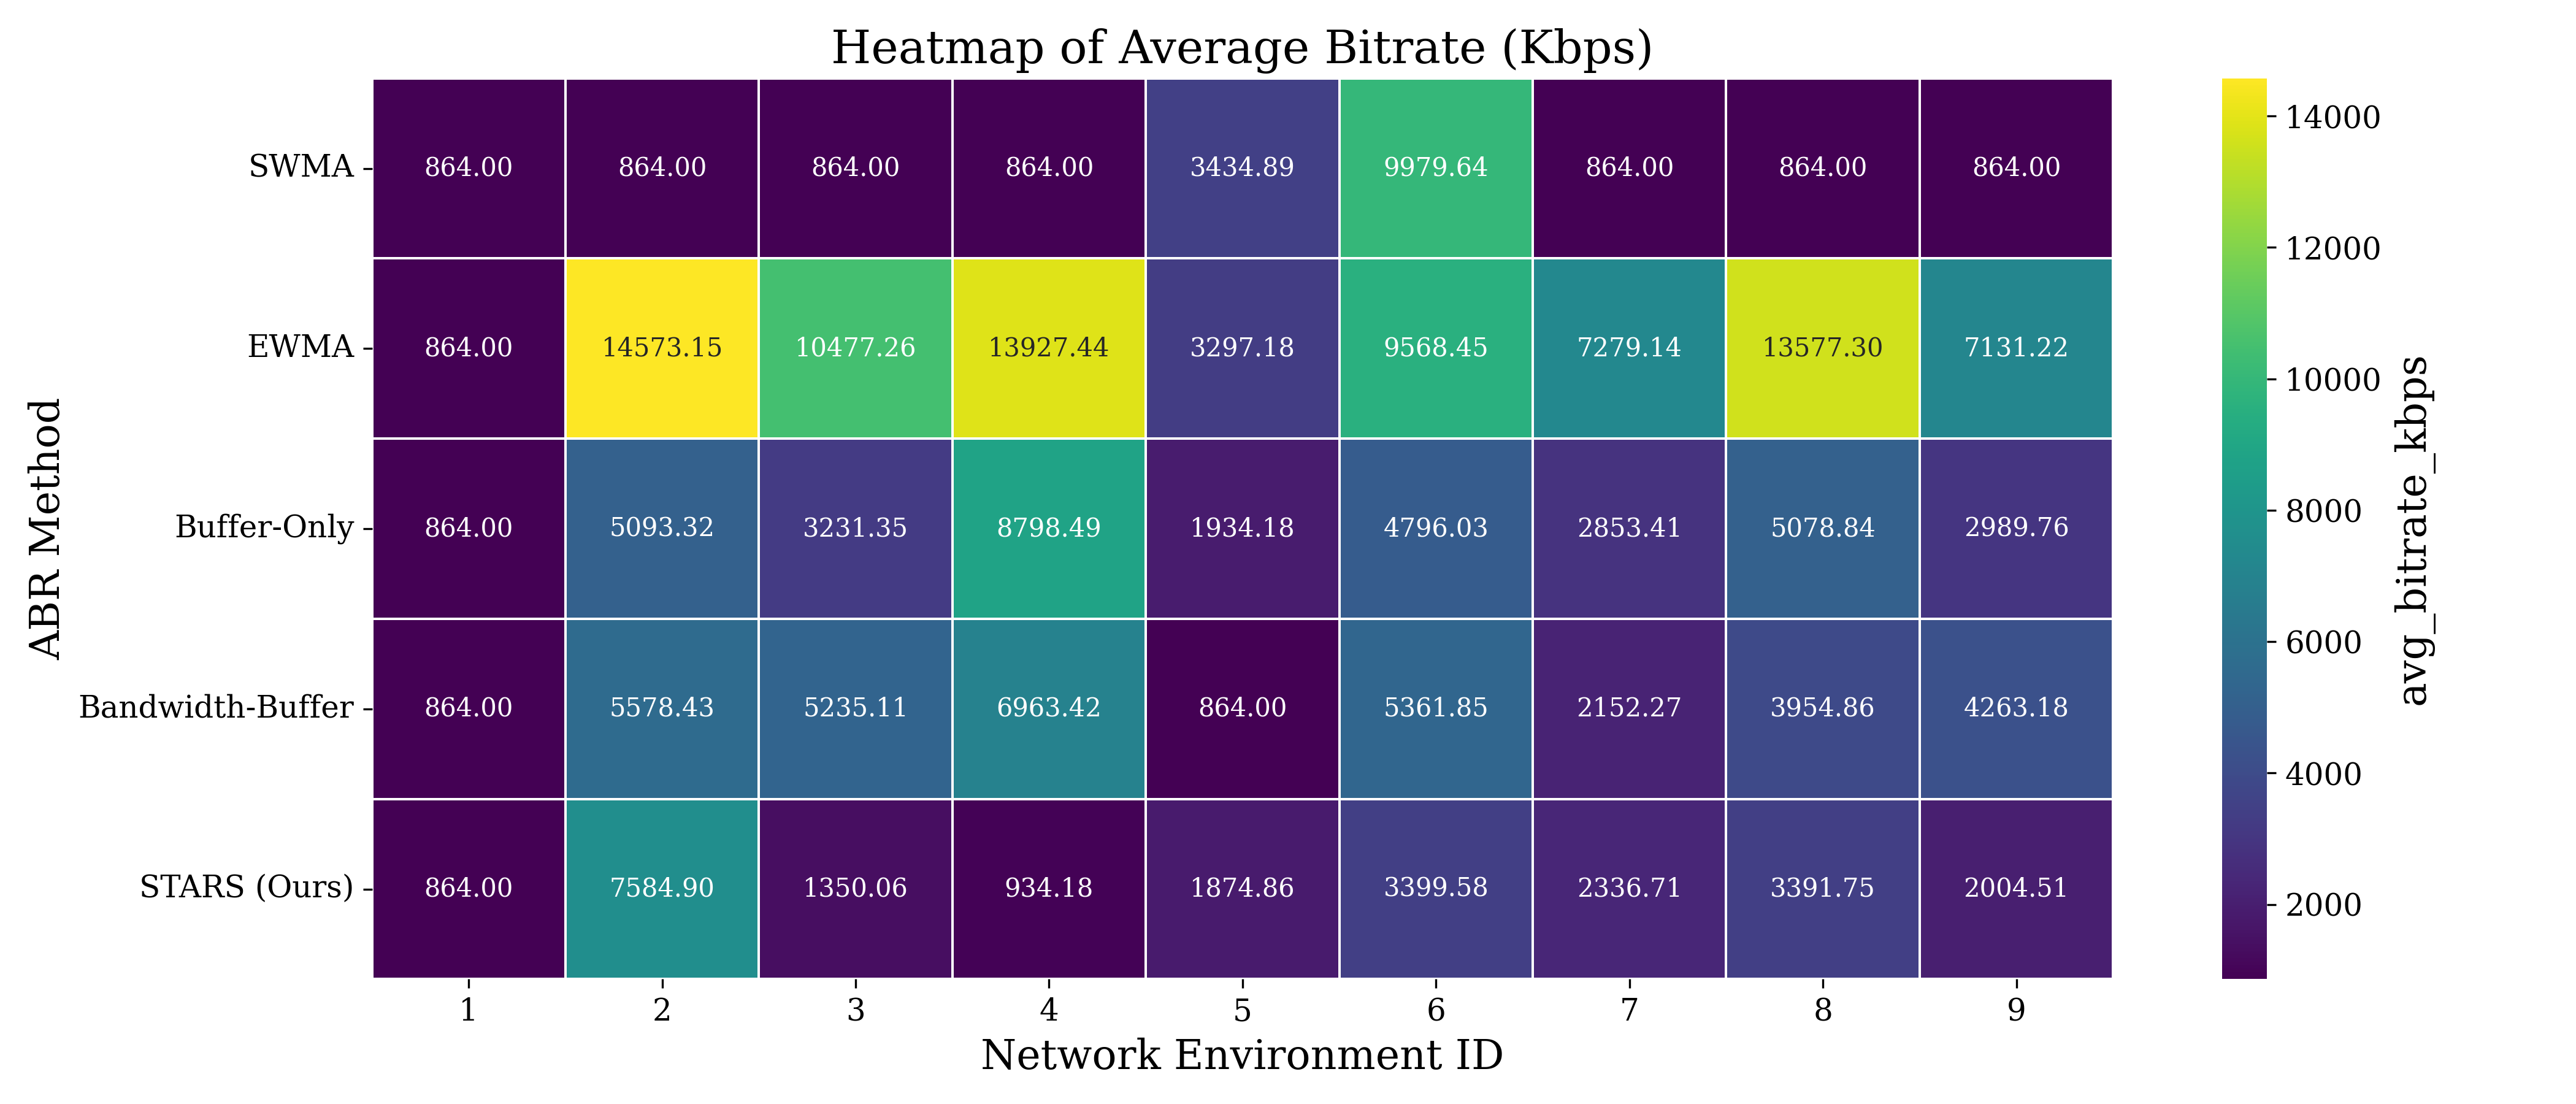 Heatmap of Average Bitrate (Kbps)
ABR Method
SWMA 864.00 864.00 864.00 864.00 3434.89 9979.64 864.00 864.00 864.00
EWMA 864.00 14573.15 10477.26 13927.44 3297.18 9568.45 7279.14 13577.30 7131.22
Buffer-Only 864.00 5093.32 3231.35 8798.49 1934.18 4796.03 2853.41 5078.84 2989.76
Bandwidth-Buffer 864.00 5578.43 5235.11 6963.42 864.00 5361.85 2152.27 3954.86 4263.18
STARS (Ours) 864.00 7584.90 1350.06 934.18 1874.86 3399.58 2336.71 3391.75 2004.51
1 2 3 4 5 6 7 8 9
Network Environment ID
14000
12000
10000
8000
6000
4000
2000
avg_bitrate_kbps